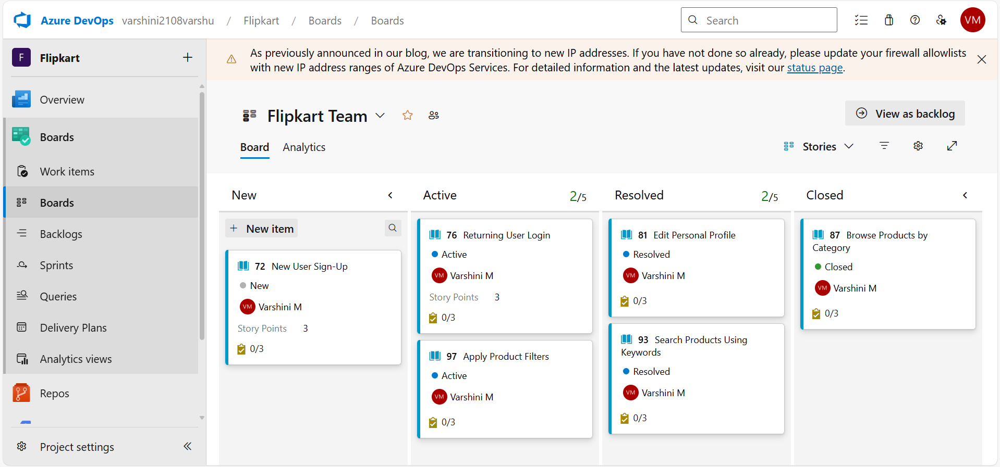 Azure DevOps varshini2108varshu / Flipkart / Boards / Boards
Search
VM
F Flipkart
As previously announced in our blog, we are transitioning to new IP addresses. If you have not done so already, please update your firewall allowlists
with new IP address ranges of Azure DevOps Services. For detailed information and the latest updates, visit our status page.
Overview
Boards
Work items
Boards
Backlogs
Sprints
Queries
Delivery Plans
Analytics views
Repos
Project settings
Flipkart Team
View as backlog
Board Analytics
Stories
New
New item
72 New User Sign-Up
New
VM Varshini M
Story Points 3
0/3
Active 2/5
76 Returning User Login
Active
VM Varshini M
Story Points 3
0/3
97 Apply Product Filters
Active
VM Varshini M
0/3
Resolved 2/5
81 Edit Personal Profile
Resolved
VM Varshini M
0/3
93 Search Products Using
Keywords
Resolved
VM Varshini M
0/3
Closed
87 Browse Products by
Category
Closed
VM Varshini M
0/3